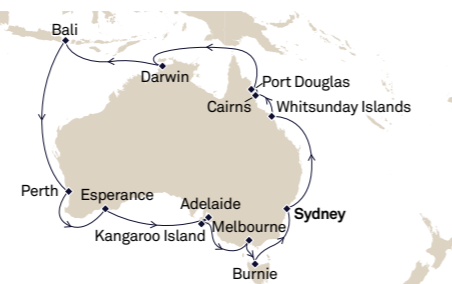 Bali
Darwin
Port Douglas
Cairns
Whitsunday Islands
Perth
Esperance
Adelaide
Sydney
Kangaroo Island
Melbourne
Burnie